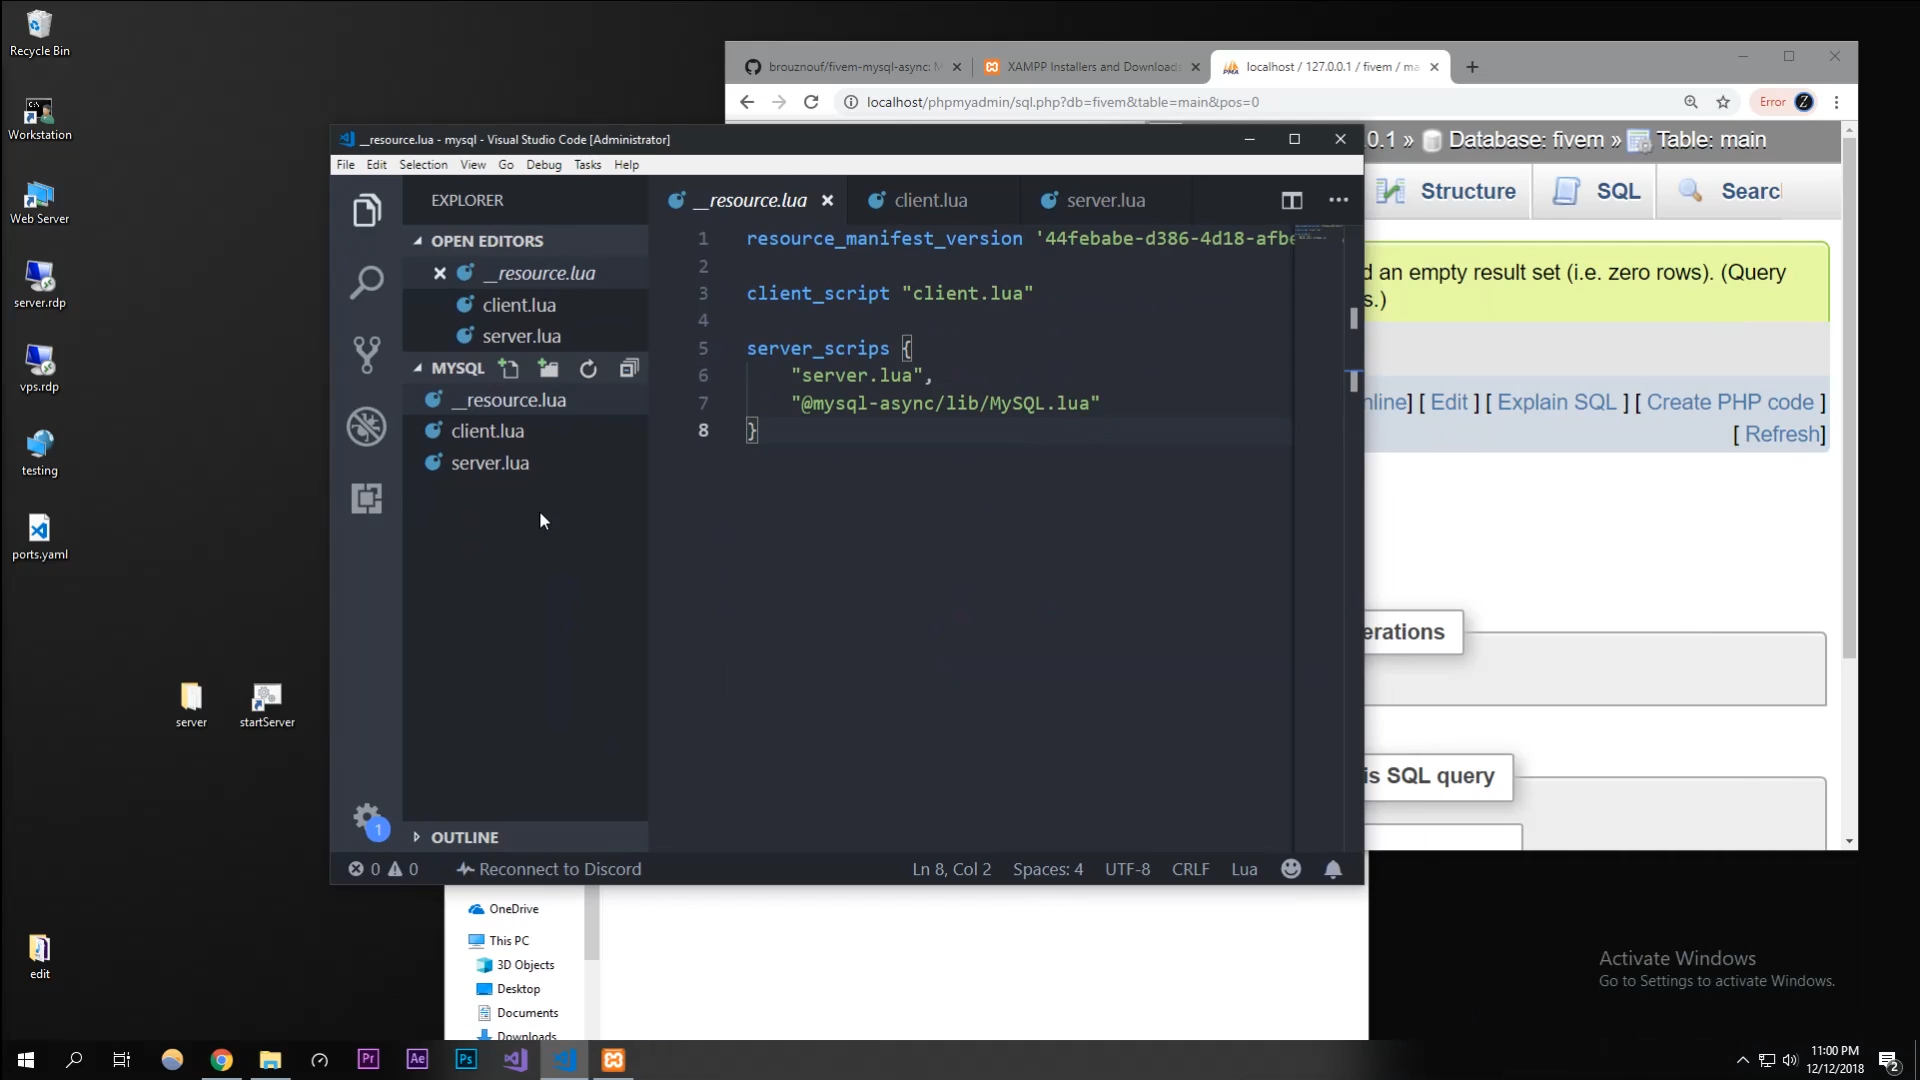 Recycle Bin
Workstation
Web Server
server.rdp
vps.rdp
testing
ports.yaml
server
startServer
edit
brouznouf/fivem-mysql-async: M
XAMPP Installers and Downloads
localhost / 127.0.0.1 / fivem / ma
localhost/phpmyadmin/sql.php?db=fivem&table=main&pos=0
Error
Z
0.1 » Database: fivem » Table: main
Structure
SQL
Searc
d an empty result set (i.e. zero rows). (Query
s.)
nline] [ Edit ] [ Explain SQL ] [ Create PHP code ]
[ Refresh]
erations
is SQL query
__resource.lua - mysql - Visual Studio Code [Administrator]
File Edit Selection View Go Debug Tasks Help
EXPLORER
OPEN EDITORS
__resource.lua
client.lua
server.lua
MYSQL
__resource.lua
client.lua
server.lua
OUTLINE
1
__resource.lua
client.lua
server.lua
1 resource_manifest_version '44febabe-d386-4d18-afbe
2
3 client_script "client.lua"
4
5 server_scrips {
6 "server.lua",
7 "@mysql-async/lib/MySQL.lua"
8 }
0 0 Reconnect to Discord Ln 8, Col 2 Spaces: 4 UTF-8 CRLF Lua
OneDrive
This PC
3D Objects
Desktop
Documents
Downloads
Activate Windows
Go to Settings to activate Windows.
Pr
Ae
Ps
11:00 PM
12/12/2018
2